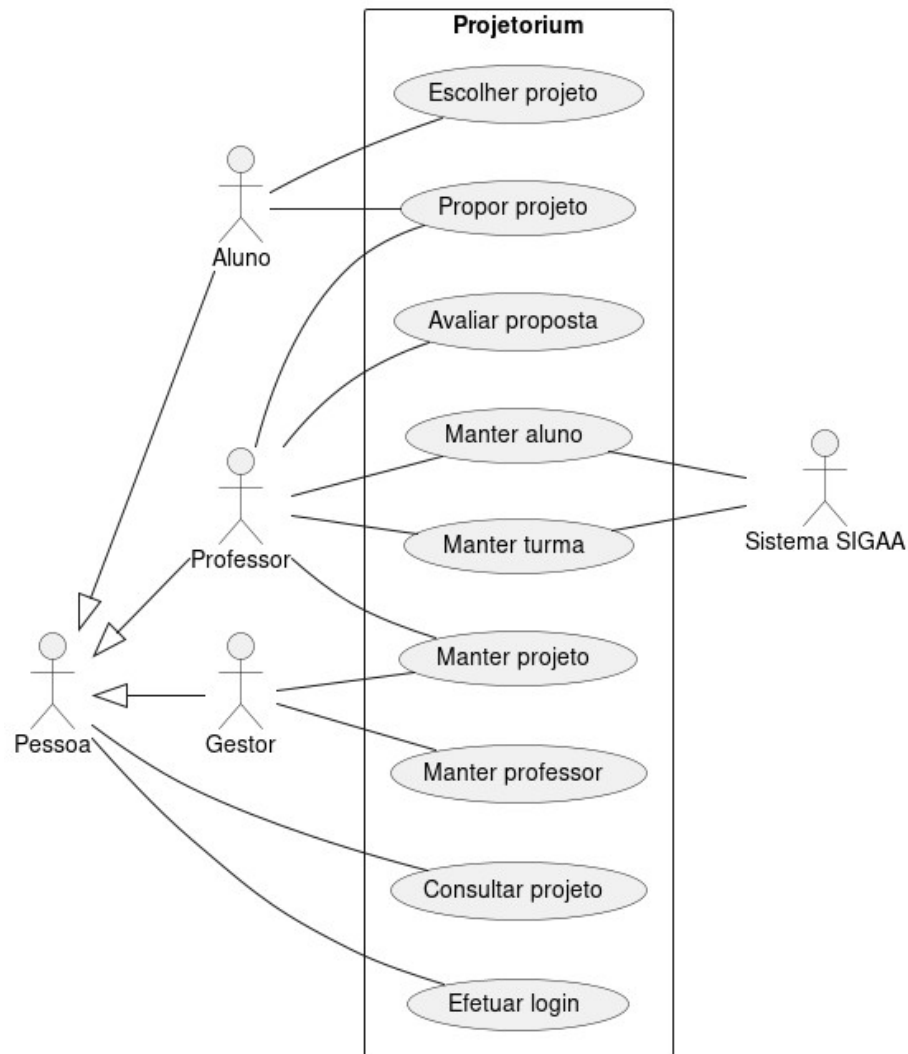 Projetorium
Escolher projeto
Aluno
Propor projeto
Avaliar proposta
Manter aluno
Professor
Manter turma
Sistema SIGAA
Manter projeto
Pessoa
Gestor
Manter professor
Consultar projeto
Efetuar login